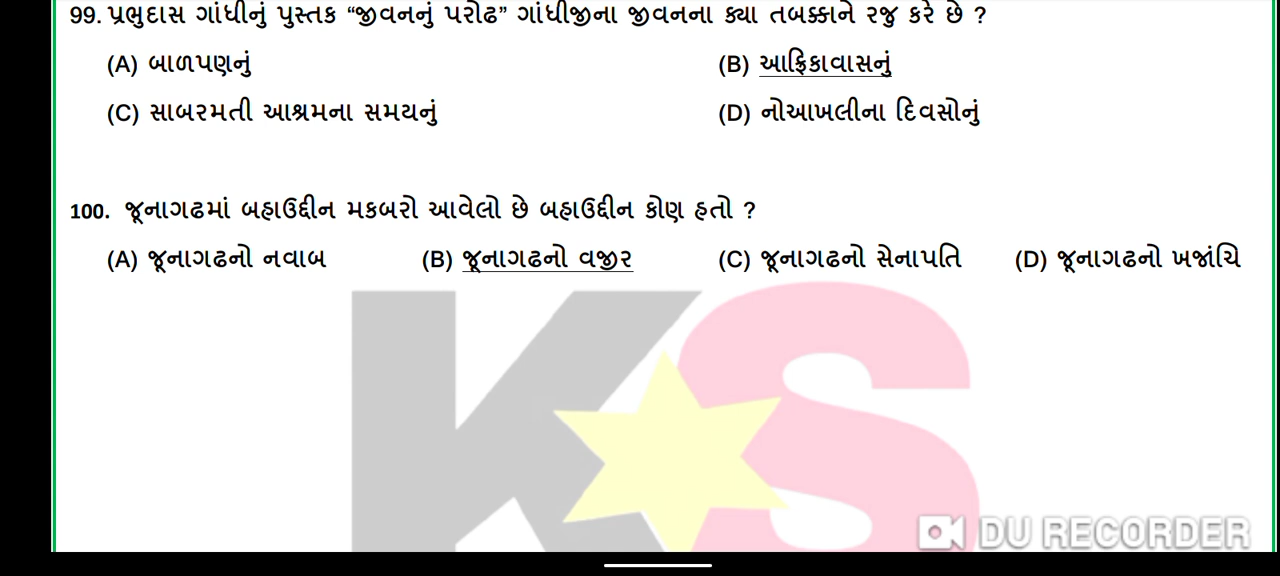 99. પ્રભુદાસ ગાંધીનું પુસ્તક “જીવનનું પરોઢ” ગાંધીજીના જીવનના ક્યા તબક્કાને રજુ કરે છે ?
(A) બાળપણનું (B) આફ્રિકાવાસનું
(C) સાબરમતી આશ્રમના સમયનું (D) નોઆખલીના દિવસોનું
100. જૂનાગઢમાં બહાઉદ્દીન મકબરો આવેલો છે બહાઉદ્દીન કોણ હતો ?
(A) જૂનાગઢનો નવાબ (B) જૂનાગઢનો વજીર (C) જૂનાગઢનો સેનાપતિ (D) જૂનાગઢનો ખજાંચિ
KS
DU RECORDER